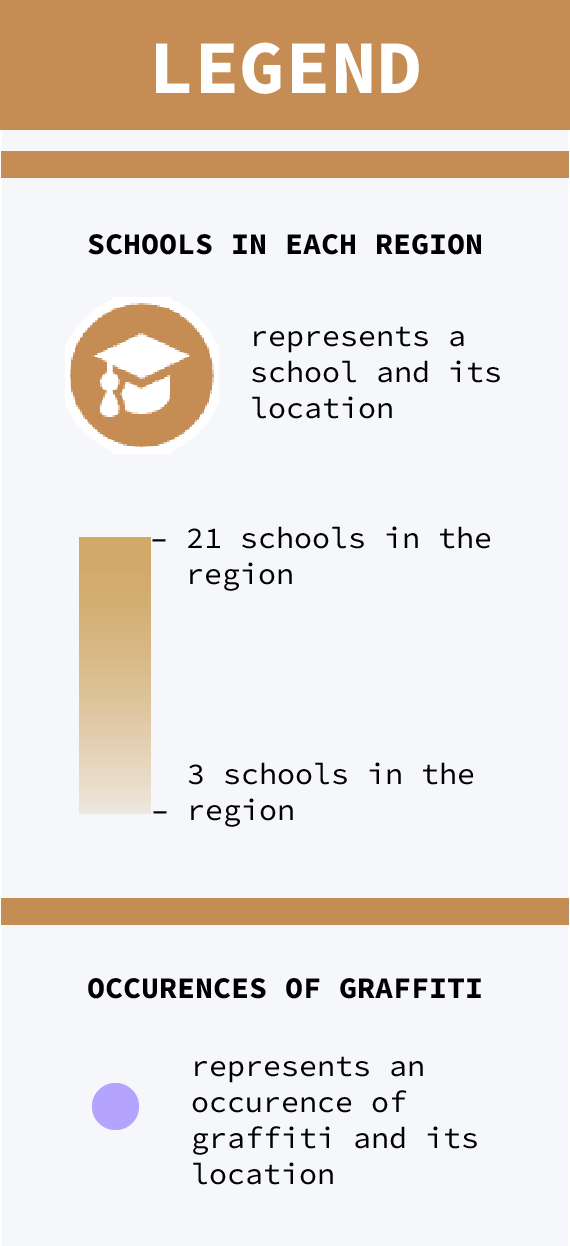 LEGEND
SCHOOLS IN EACH REGION
represents a
school and its
location
– 21 schools in the
region
3 schools in the
– region
OCCURENCES OF GRAFFITI
represents an
occurence of
graffiti and its
location